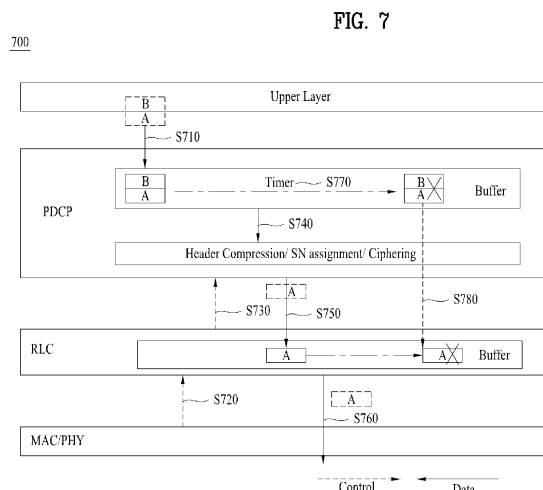 FIG. 7
700
Upper Layer
B
A
S710
PDCP
Timer
S770
B
A
B
A
Buffer
S740
Header Compression/ SN assignment/ Ciphering
A
S730
S750
S780
RLC
A
A
Buffer
A
S720
S760
MAC/PHY
Control
Data